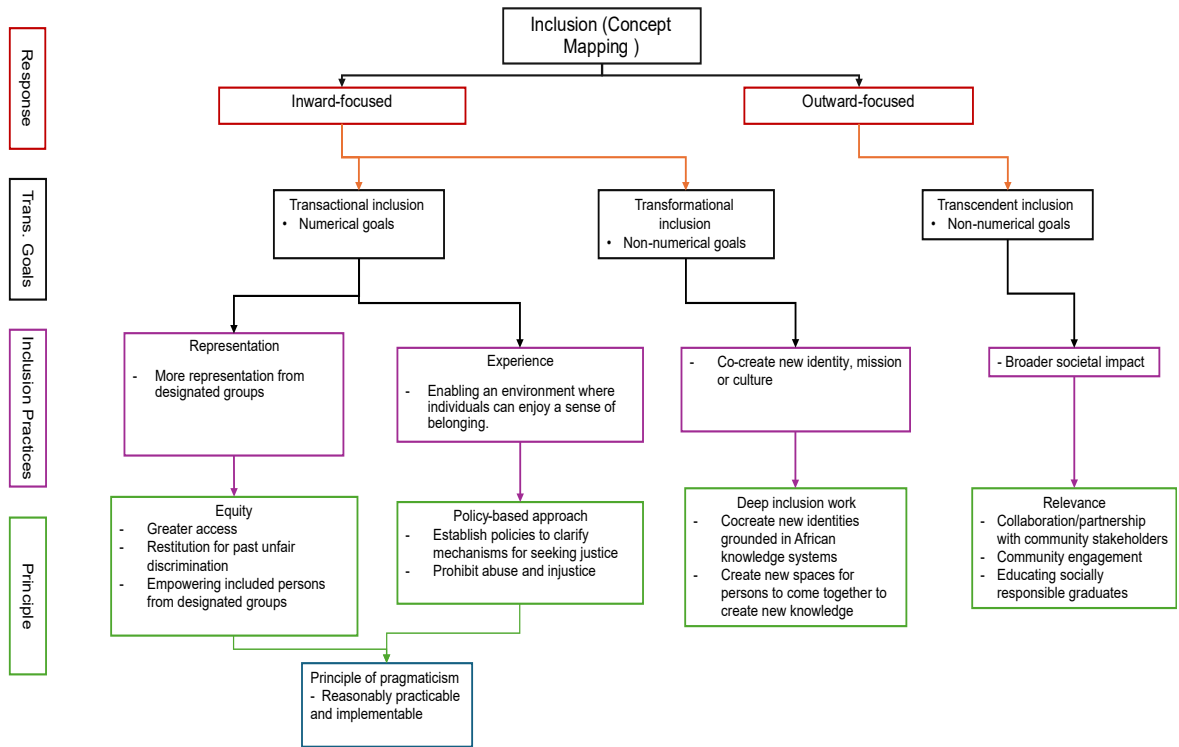 Inclusion (Concept
Mapping )
Response
Inward-focused
Outward-focused
Trans. Goals
Transactional inclusion
• Numerical goals
Transformational
inclusion
• Non-numerical goals
Transcendent inclusion
• Non-numerical goals
Inclusion Practices
Representation
- More representation from
designated groups
Experience
- Enabling an environment where
individuals can enjoy a sense of
belonging.
- Co-create new identity, mission
or culture
- Broader societal impact
Principle
Equity
- Greater access
- Restitution for past unfair
discrimination
- Empowering included persons
from designated groups
Policy-based approach
- Establish policies to clarify
mechanisms for seeking justice
- Prohibit abuse and injustice
Deep inclusion work
- Cocreate new identities
grounded in African
knowledge systems
- Create new spaces for
persons to come together to
create new knowledge
Relevance
- Collaboration/partnership
with community stakeholders
- Community engagement
- Educating socially
responsible graduates
Principle of pragmaticism
- Reasonably practicable
and implementable